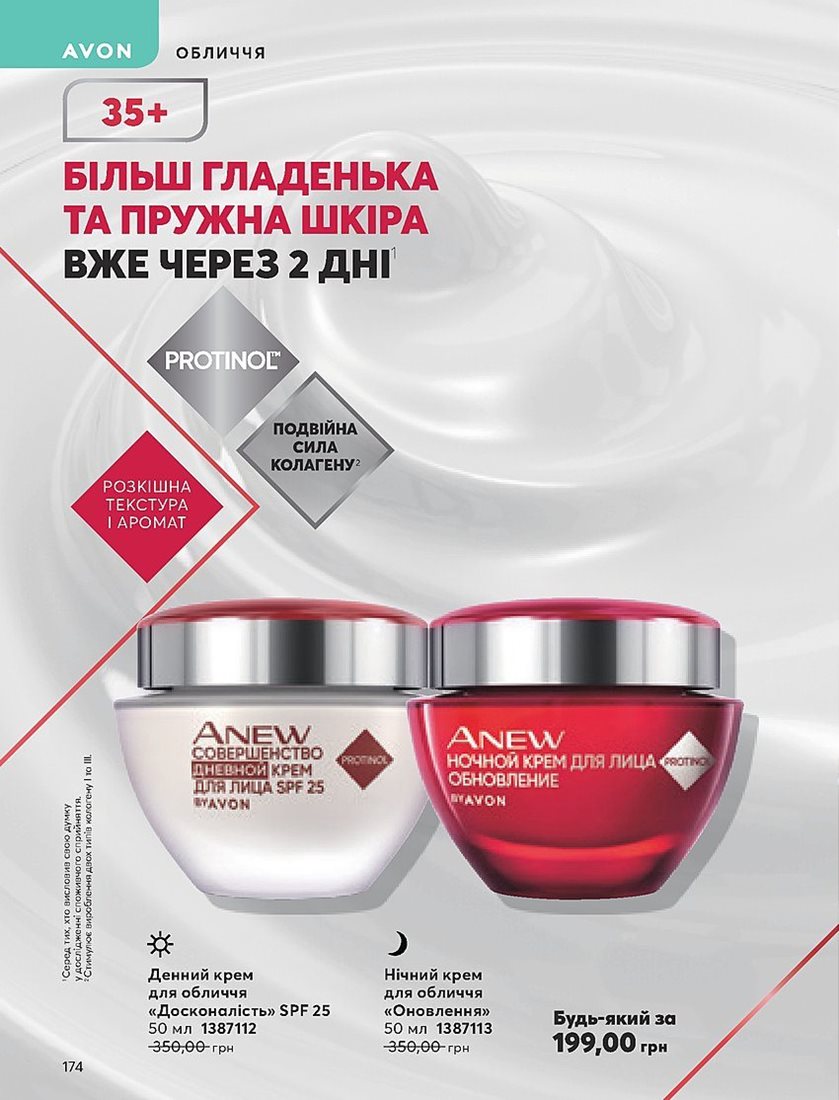 AVON
ОБЛИЧЧЯ
35+
БІЛЬШ ГЛАДЕНЬКА
ТА ПРУЖНА ШКІРА
ВЖЕ ЧЕРЕЗ 2 ДНІ¹
PROTINOL™
ПОДВІЙНА
СИЛА
КОЛАГЕНУ²
РОЗКІШНА
ТЕКСТУРА
І АРОМАТ
ANEW
СОВЕРШЕНСТВО
ДНЕВНОЙ КРЕМ
ДЛЯ ЛИЦА SPF 25
BY AVON
PROTINOL
ANEW
НОЧНОЙ КРЕМ ДЛЯ ЛИЦА
ОБНОВЛЕНИЕ
BY AVON
PROTINOL
¹Серед тих, хто висловив свою думку
у дослідженні споживчого сприйняття.
²Стимулює вироблення двох типів колагену I та III.
Денний крем
для обличчя
«Досконалість» SPF 25
50 мл 1387112
350,00 грн
Нічний крем
для обличчя
«Оновлення»
50 мл 1387113
350,00 грн
Будь-який за
199,00 грн
174